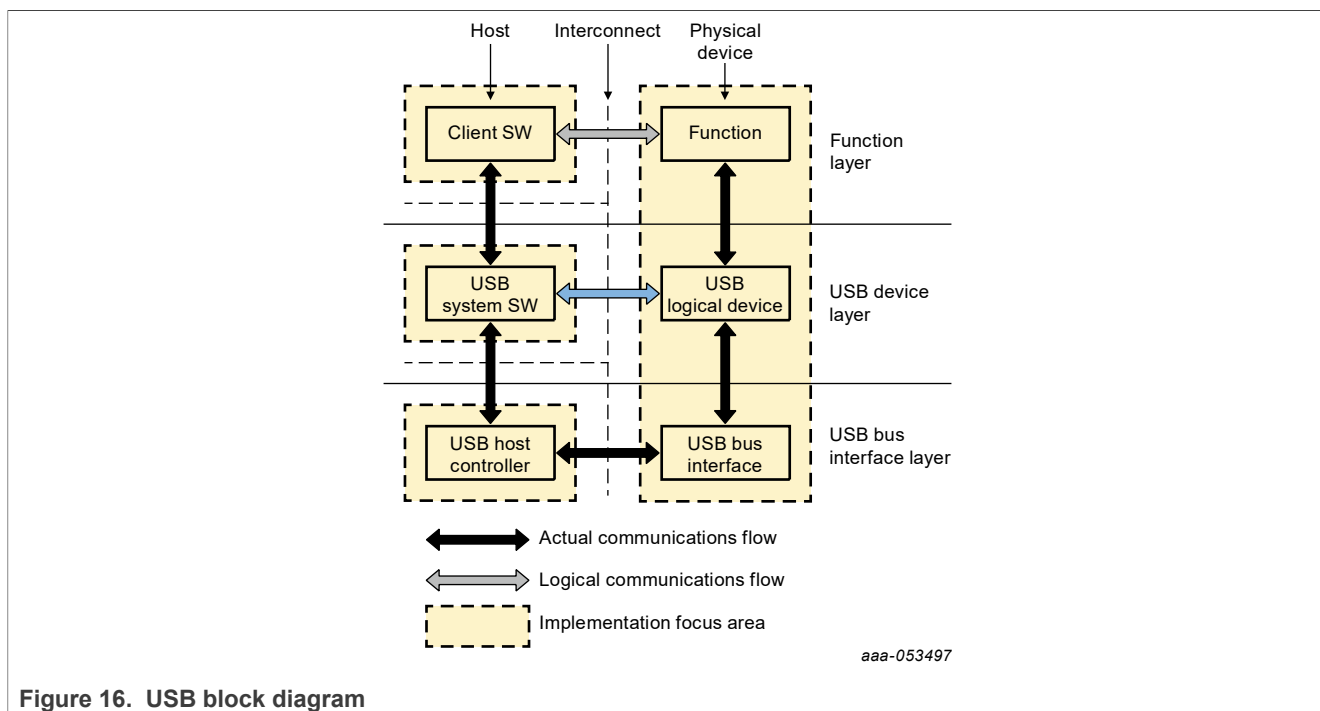 Host
Interconnect
Physical
device
Client SW
Function
Function
layer
USB
system SW
USB
logical device
USB device
layer
USB host
controller
USB bus
interface
USB bus
interface layer
Actual communications flow
Logical communications flow
Implementation focus area
aaa-053497
Figure 16. USB block diagram